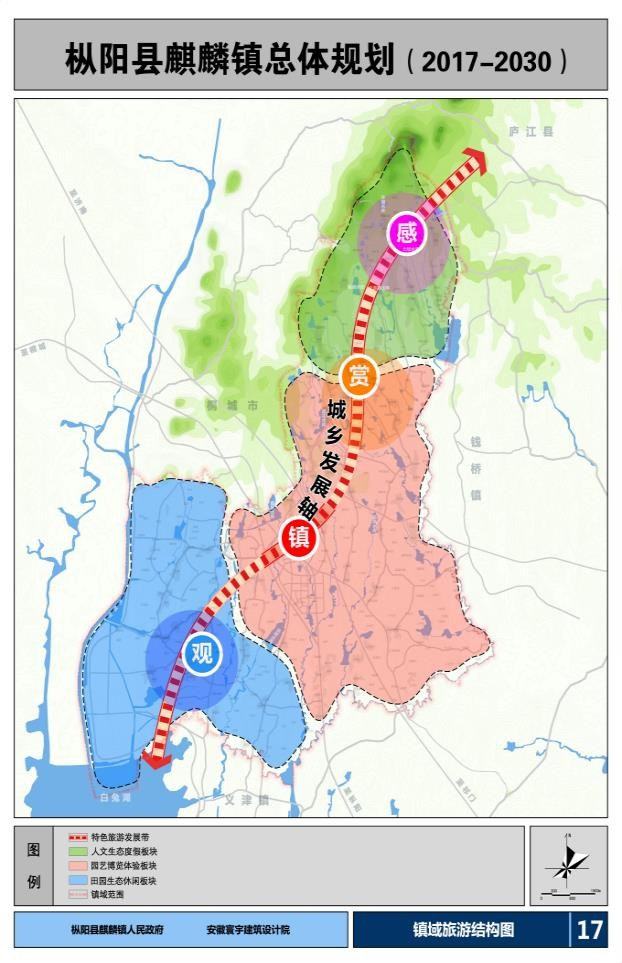 枞阳县麒麟镇总体规划（2017-2030）
庐江县
感
赏
桐城市
城乡发展轴
钱桥镇
镇
观
白兔湖
义津镇
图例
特色旅游发展带
人文生态度假板块
园艺博览体验板块
田园生态休闲板块
镇域范围
枞阳县麒麟镇人民政府
安徽寰宇建筑设计院
镇域旅游结构图
17